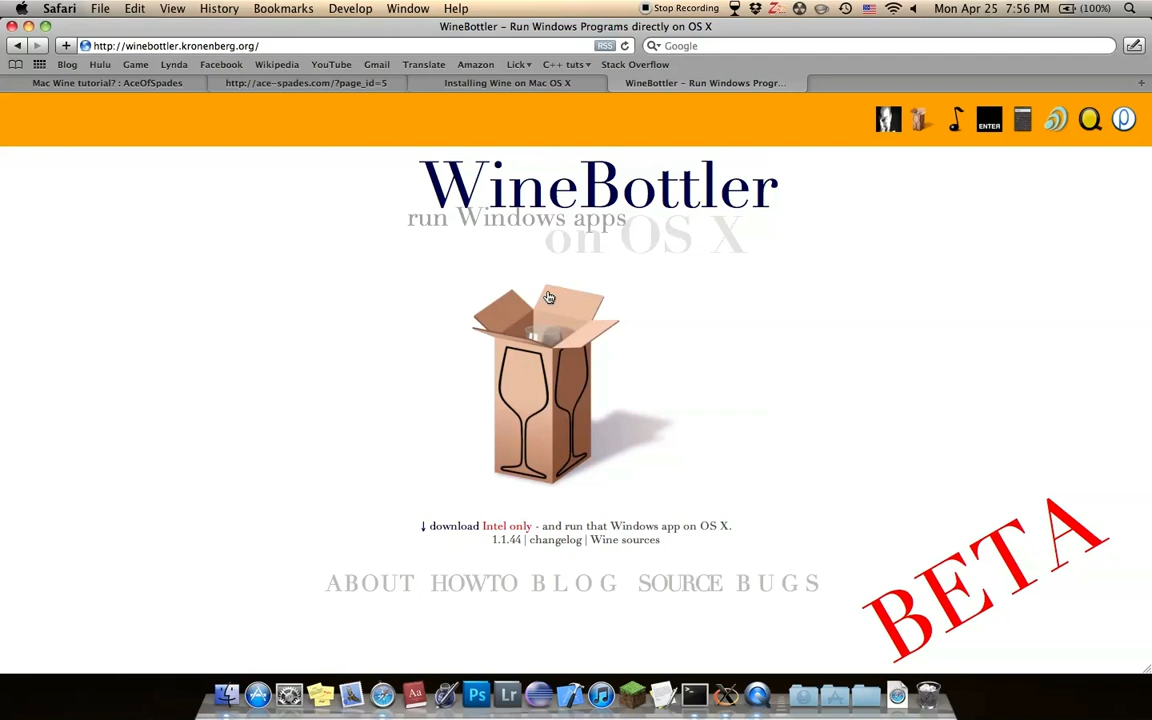 Safari File Edit View History Bookmarks Develop Window Help Stop Recording Mon Apr 25 7:56 PM (100%)
WineBottler – Run Windows Programs directly on OS X
http://winebottler.kronenberg.org/ RSS Google
Blog Hulu Game Lynda Facebook Wikipedia YouTube Gmail Translate Amazon Lick C++ tuts Stack Overflow
Mac Wine tutorial? : AceOfSpades http://ace-spades.com/?page_id=5 Installing Wine on Mac OS X WineBottler – Run Windows Progr...
ENTER
WineBottler
run Windows apps
on OS X
↓ download Intel only - and run that Windows app on OS X.
1.1.44 | changelog | Wine sources
ABOUT HOWTO BLOG SOURCE BUGS
BETA
Aa Ps Lr